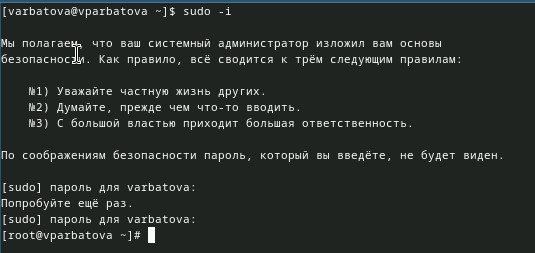 [varbatova@vparbatova ~]$ sudo -i
Мы полагаем, что ваш системный администратор изложил вам основы
безопасности. Как правило, всё сводится к трём следующим правилам:
№1) Уважайте частную жизнь других.
№2) Думайте, прежде чем что-то вводить.
№3) С большой властью приходит большая ответственность.
По соображениям безопасности пароль, который вы введёте, не будет виден.
[sudo] пароль для varbatova:
Попробуйте ещё раз.
[sudo] пароль для varbatova:
[root@vparbatova ~]#